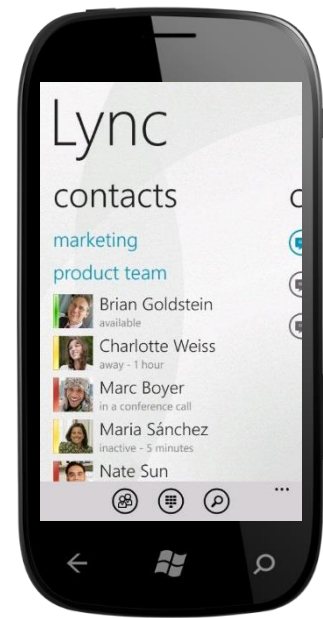 Lync
contacts
c
marketing
product team
Brian Goldstein
available
Charlotte Weiss
away - 1 hour
Marc Boyer
in a conference call
Maria Sánchez
inactive - 5 minutes
Nate Sun